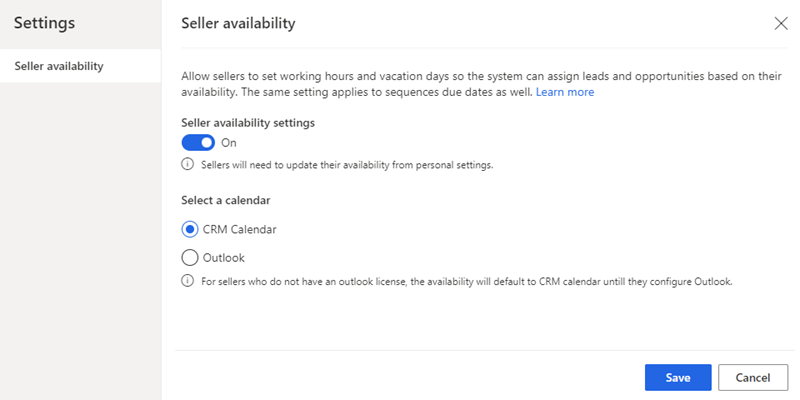 Settings
Seller availability
Seller availability
Allow sellers to set working hours and vacation days so the system can assign leads and opportunities based on their
availability. The same setting applies to sequences due dates as well. Learn more
Seller availability settings
On
Sellers will need to update their availability from personal settings.
Select a calendar
CRM Calendar
Outlook
For sellers who do not have an outlook license, the availability will default to CRM calendar untill they configure Outlook.
Save
Cancel